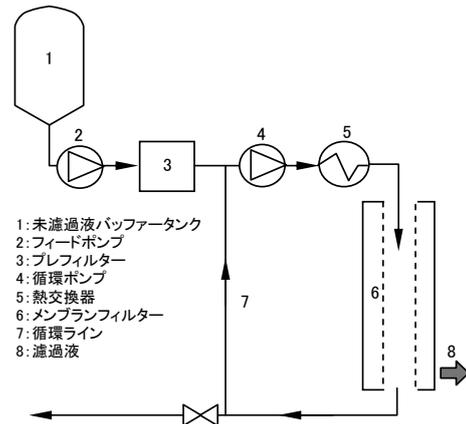 1
2
3
4
5
6
7
8
1:未濾過液バッファータンク
2:フィードポンプ
3:プレフィルター
4:循環ポンプ
5:熱交換器
6:メンブランフィルター
7:循環ライン
8:濾過液